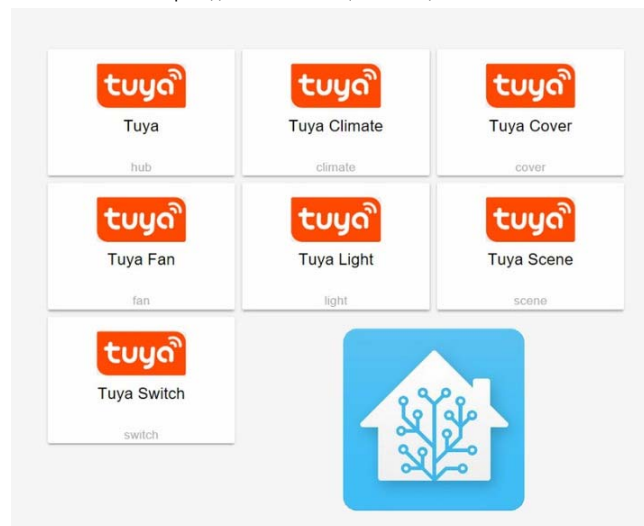 tuya
Tuya
hub
tuya
Tuya Climate
climate
tuya
Tuya Cover
cover
tuya
Tuya Fan
fan
tuya
Tuya Light
light
tuya
Tuya Scene
scene
tuya
Tuya Switch
switch